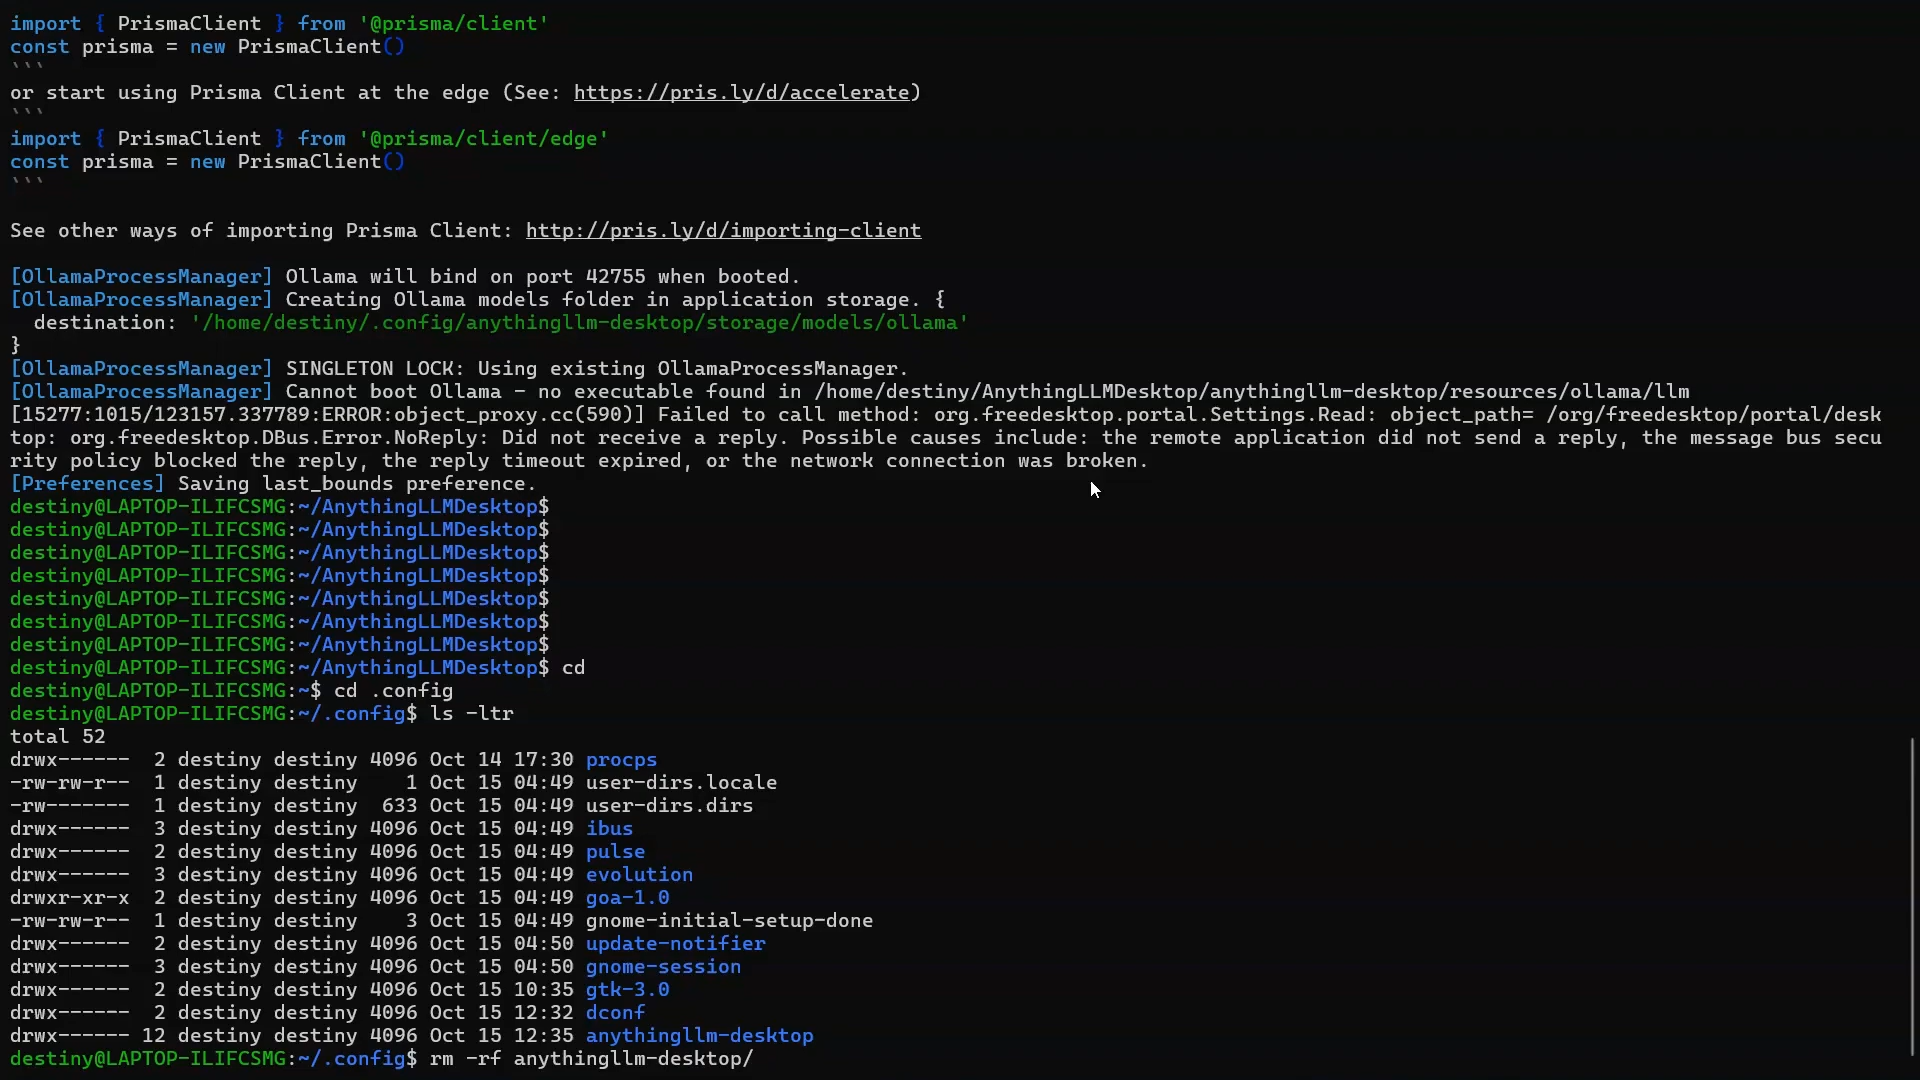 import { PrismaClient } from '@prisma/client'
const prisma = new PrismaClient()
```
or start using Prisma Client at the edge (See: https://pris.ly/d/accelerate)
```
import { PrismaClient } from '@prisma/client/edge'
const prisma = new PrismaClient()
```
See other ways of importing Prisma Client: http://pris.ly/d/importing-client
[OllamaProcessManager] Ollama will bind on port 42755 when booted.
[OllamaProcessManager] Creating Ollama models folder in application storage. {
  destination: '/home/destiny/.config/anythingllm-desktop/storage/models/ollama'
}
[OllamaProcessManager] SINGLETON LOCK: Using existing OllamaProcessManager.
[OllamaProcessManager] Cannot boot Ollama - no executable found in /home/destiny/AnythingLLMDesktop/anythingllm-desktop/resources/ollama/llm
[15277:1015/123157.337789:ERROR:object_proxy.cc(590)] Failed to call method: org.freedesktop.portal.Settings.Read: object_path= /org/freedesktop/portal/desk
top: org.freedesktop.DBus.Error.NoReply: Did not receive a reply. Possible causes include: the remote application did not send a reply, the message bus secu
rity policy blocked the reply, the reply timeout expired, or the network connection was broken.
[Preferences] Saving last_bounds preference.
destiny@LAPTOP-ILIFCSMG:~/AnythingLLMDesktop$
destiny@LAPTOP-ILIFCSMG:~/AnythingLLMDesktop$
destiny@LAPTOP-ILIFCSMG:~/AnythingLLMDesktop$
destiny@LAPTOP-ILIFCSMG:~/AnythingLLMDesktop$
destiny@LAPTOP-ILIFCSMG:~/AnythingLLMDesktop$
destiny@LAPTOP-ILIFCSMG:~/AnythingLLMDesktop$
destiny@LAPTOP-ILIFCSMG:~/AnythingLLMDesktop$
destiny@LAPTOP-ILIFCSMG:~/AnythingLLMDesktop$ cd
destiny@LAPTOP-ILIFCSMG:~$ cd .config
destiny@LAPTOP-ILIFCSMG:~/.config$ ls -ltr
total 52
drwx------  2 destiny destiny 4096 Oct 14 17:30 procps
-rw-rw-r--  1 destiny destiny    1 Oct 15 04:49 user-dirs.locale
-rw-------  1 destiny destiny  633 Oct 15 04:49 user-dirs.dirs
drwx------  3 destiny destiny 4096 Oct 15 04:49 ibus
drwx------  2 destiny destiny 4096 Oct 15 04:49 pulse
drwx------  3 destiny destiny 4096 Oct 15 04:49 evolution
drwxr-xr-x  2 destiny destiny 4096 Oct 15 04:49 goa-1.0
-rw-rw-r--  1 destiny destiny    3 Oct 15 04:49 gnome-initial-setup-done
drwx------  2 destiny destiny 4096 Oct 15 04:50 update-notifier
drwx------  3 destiny destiny 4096 Oct 15 04:50 gnome-session
drwx------  2 destiny destiny 4096 Oct 15 10:35 gtk-3.0
drwx------  2 destiny destiny 4096 Oct 15 12:32 dconf
drwx------ 12 destiny destiny 4096 Oct 15 12:35 anythingllm-desktop
destiny@LAPTOP-ILIFCSMG:~/.config$ rm -rf anythingllm-desktop/